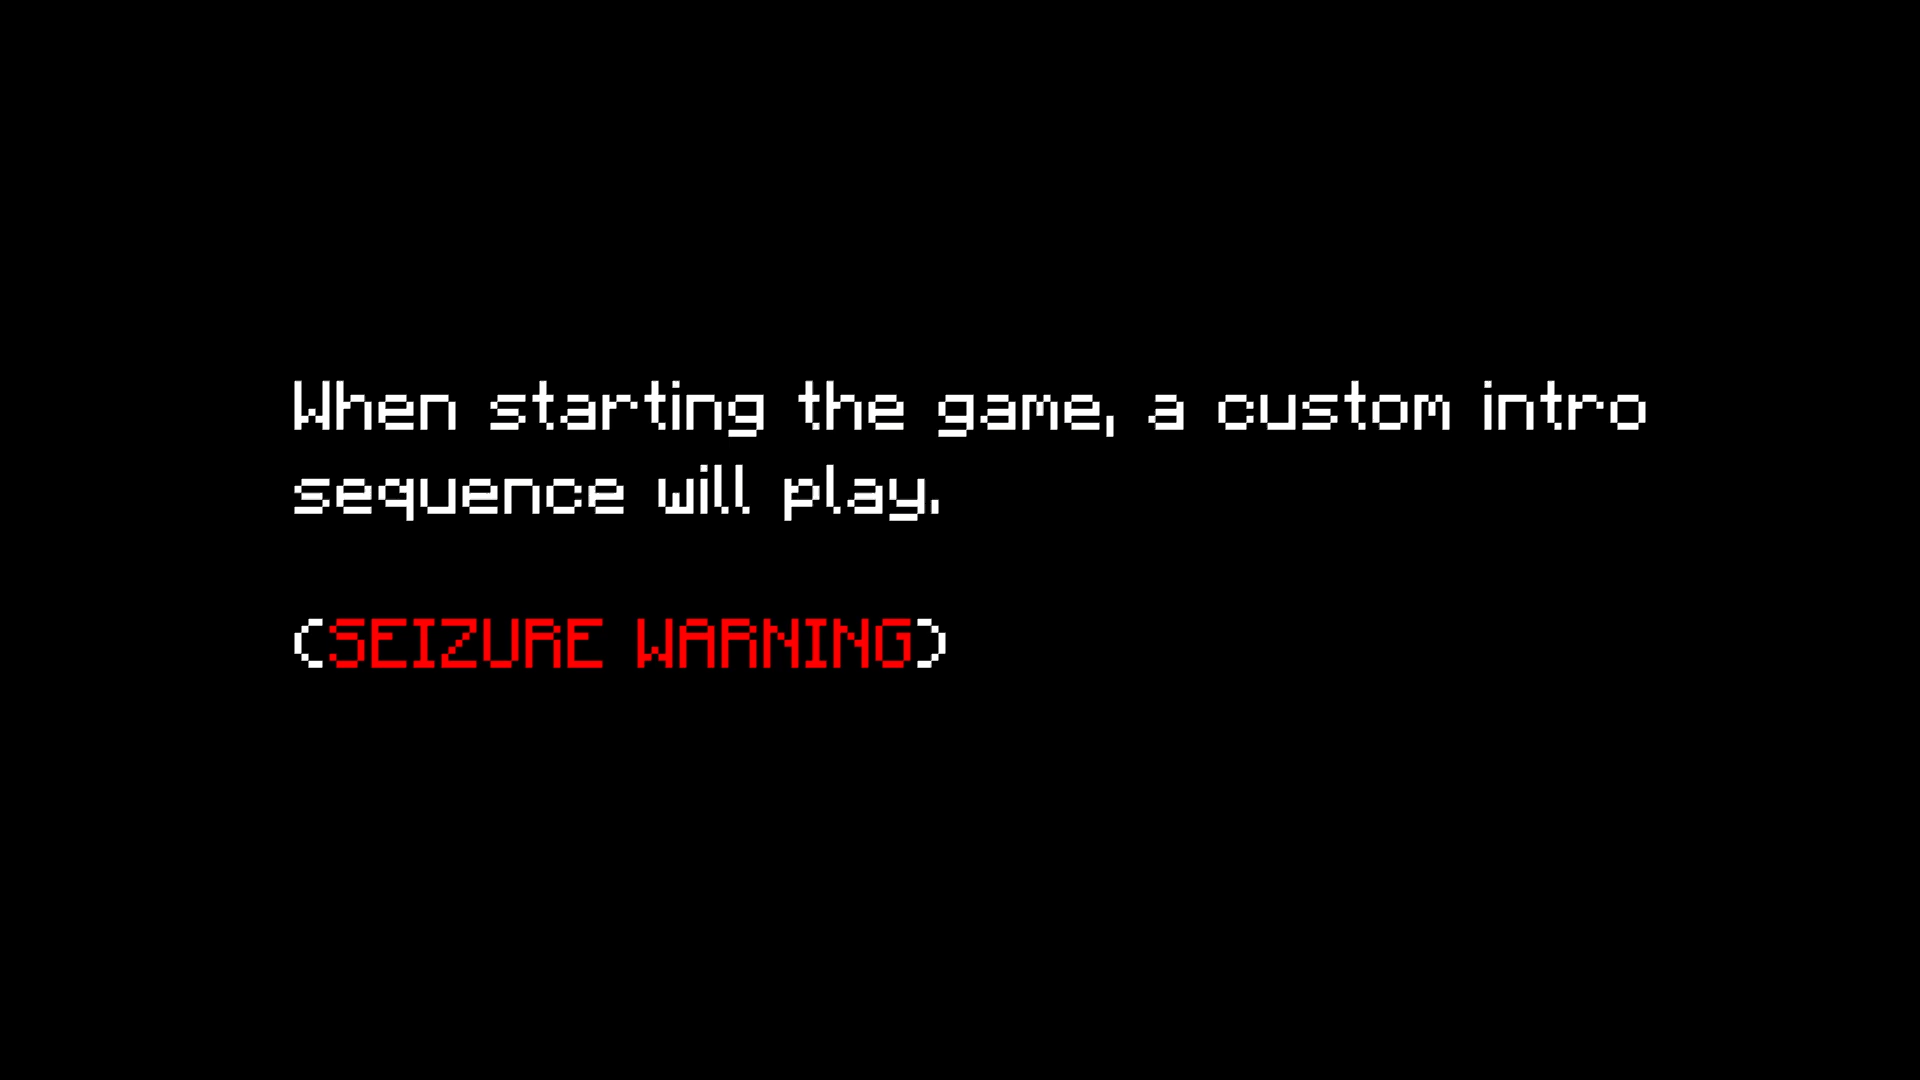 When starting the game, a custom intro
sequence will play.
(SEIZURE WARNING)